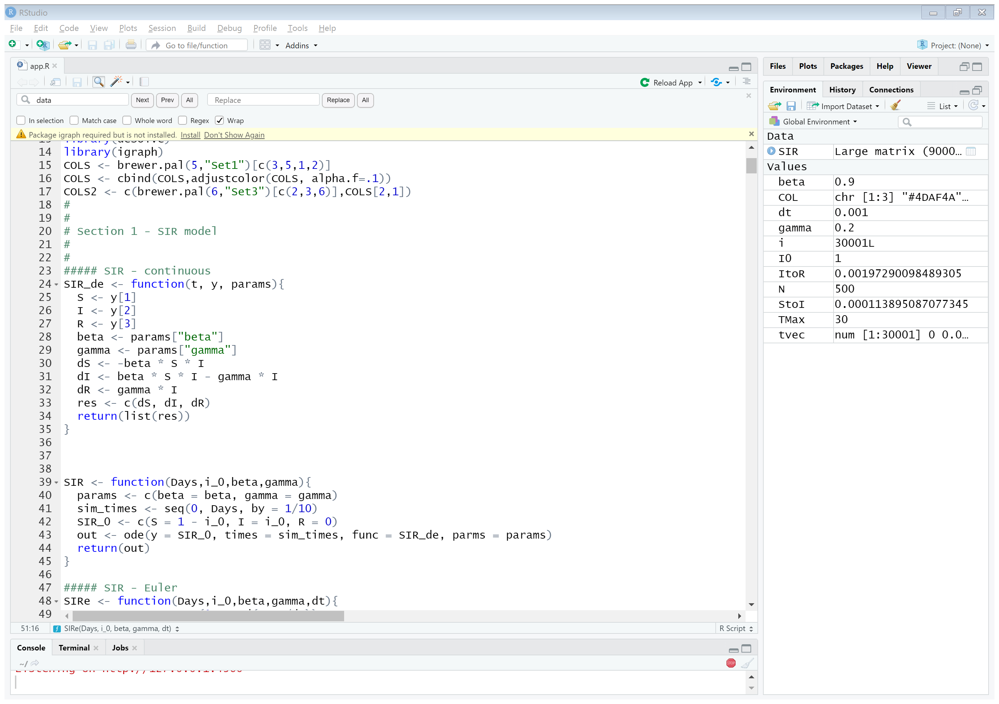 RStudio
File Edit Code View Plots Session Build Debug Profile Tools Help
Go to file/function Addins Project: (None)
app.R
Reload App
data Next Prev All Replace Replace All
In selection Match case Whole word Regex Wrap
Package igraph required but is not installed. Install Don't Show Again
14 library(igraph)
15 COLS <- brewer.pal(5,"Set1")[c(3,5,1,2)]
16 COLS <- cbind(COLS,adjustcolor(COLS, alpha.f=.1))
17 COLS2 <- c(brewer.pal(6,"Set3")[c(2,3,6)],COLS[2,1])
18 #
19 #
20 # Section 1 - SIR model
21 #
22 #
23 ##### SIR - continuous
24 SIR_de <- function(t, y, params){
25 S <- y[1]
26 I <- y[2]
27 R <- y[3]
28 beta <- params["beta"]
29 gamma <- params["gamma"]
30 dS <- -beta * S * I
31 dI <- beta * S * I - gamma * I
32 dR <- gamma * I
33 res <- c(dS, dI, dR)
34 return(list(res))
35 }
36
37
38
39 SIR <- function(Days,i_0,beta,gamma){
40 params <- c(beta = beta, gamma = gamma)
41 sim_times <- seq(0, Days, by = 1/10)
42 SIR_0 <- c(S = 1 - i_0, I = i_0, R = 0)
43 out <- ode(y = SIR_0, times = sim_times, func = SIR_de, parms = params)
44 return(out)
45 }
46
47 ##### SIR - Euler
48 SIRe <- function(Days,i_0,beta,gamma,dt){
49
51:16 SIRe(Days, i_0, beta, gamma, dt) R Script
Console Terminal Jobs
~/
STOP
Files Plots Packages Help Viewer
Environment History Connections
Import Dataset List
Global Environment
Data
SIR Large matrix (9000...
Values
beta 0.9
COL chr [1:3] "#4DAF4A"...
dt 0.001
gamma 0.2
i 30001L
I0 1
ItoR 0.00197290098489305
N 500
StoI 0.000113895087077345
TMax 30
tvec num [1:30001] 0 0.0...